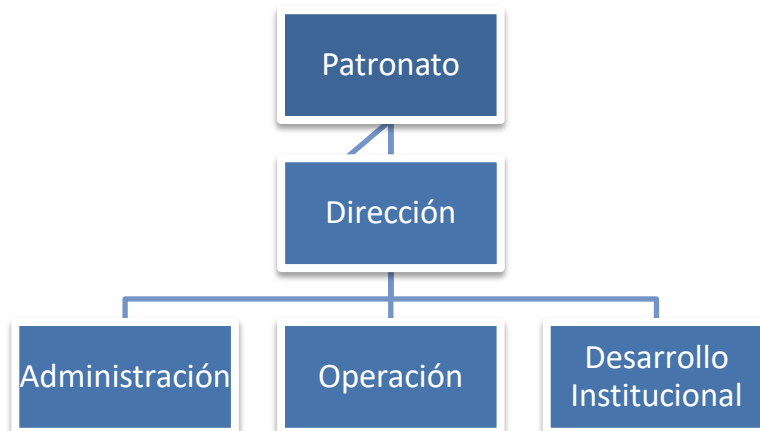 Patronato
Dirección
Administración
Operación
Desarrollo
Institucional